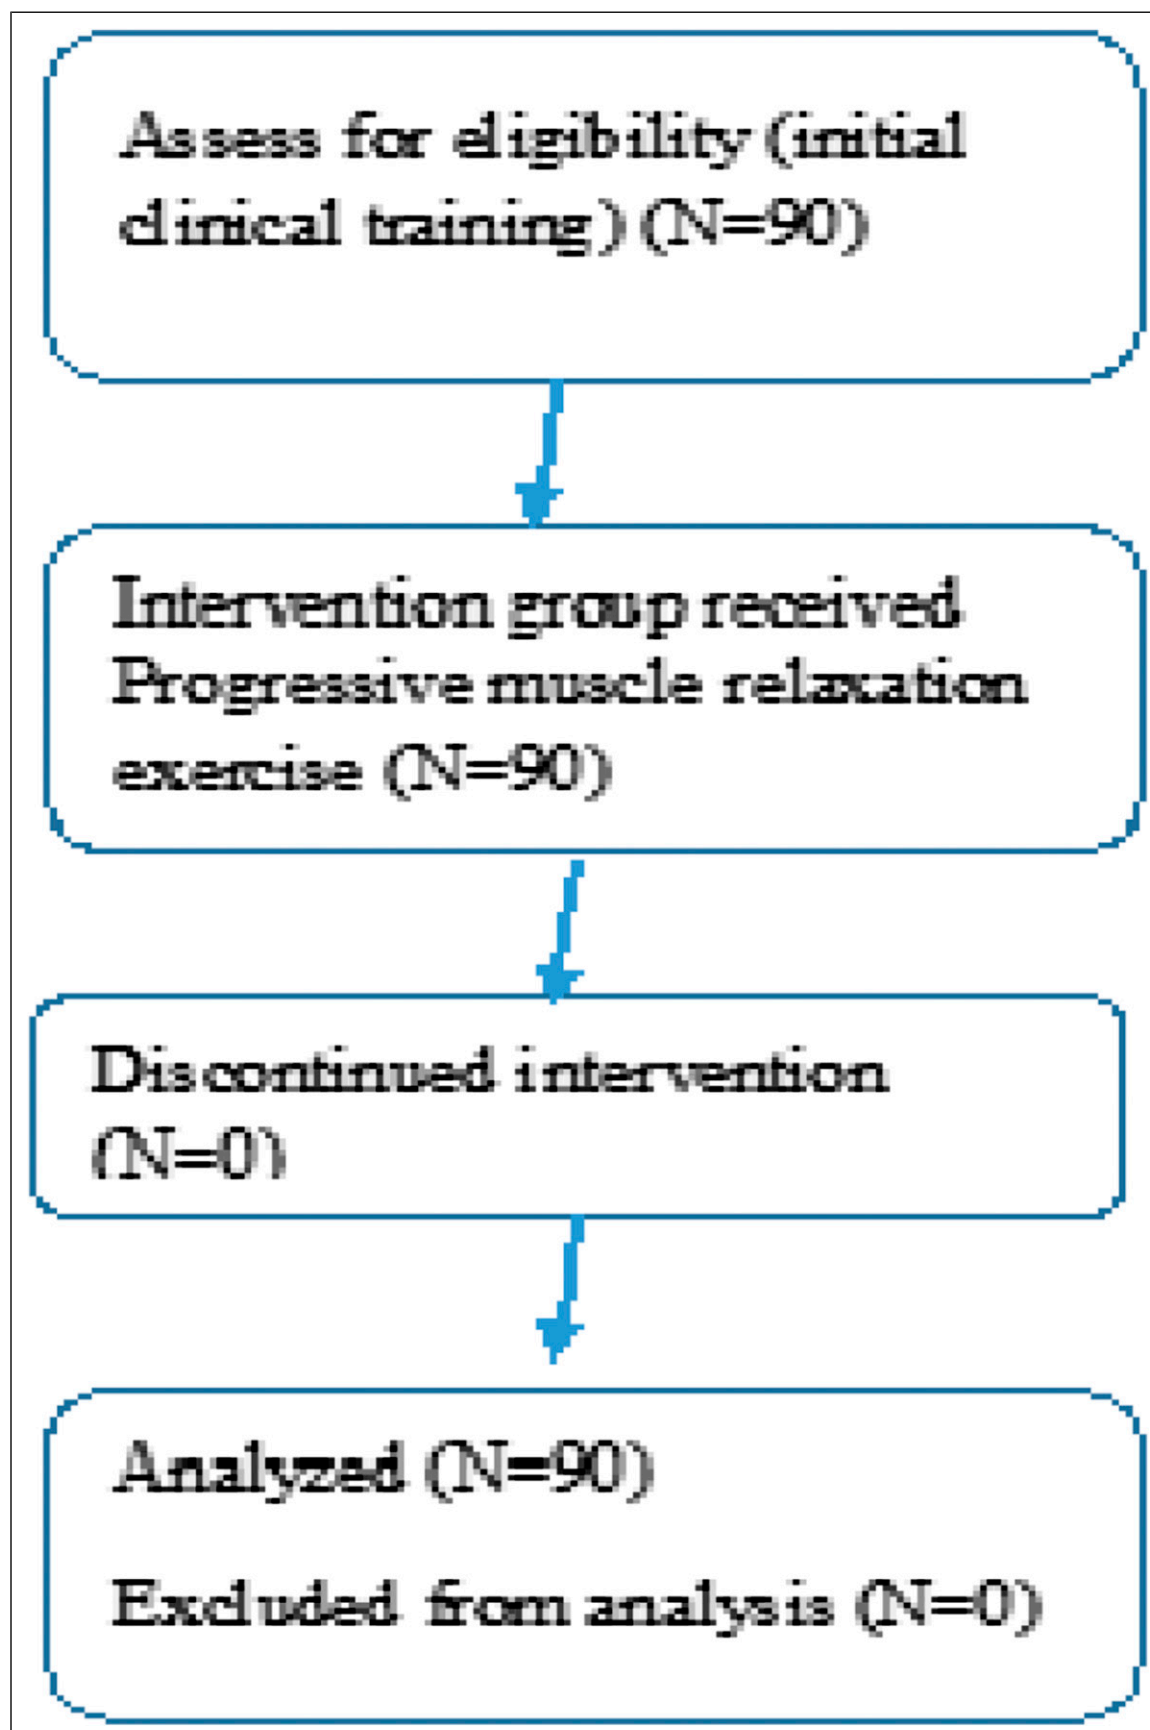 Assess for eligibility (initial
clinical training) (N=90)
Intervention group received
Progressive muscle relaxation
exercise (N=90)
Discontinued intervention
(N=0)
Analyzed (N=90)
Excluded from analysis (N=0)